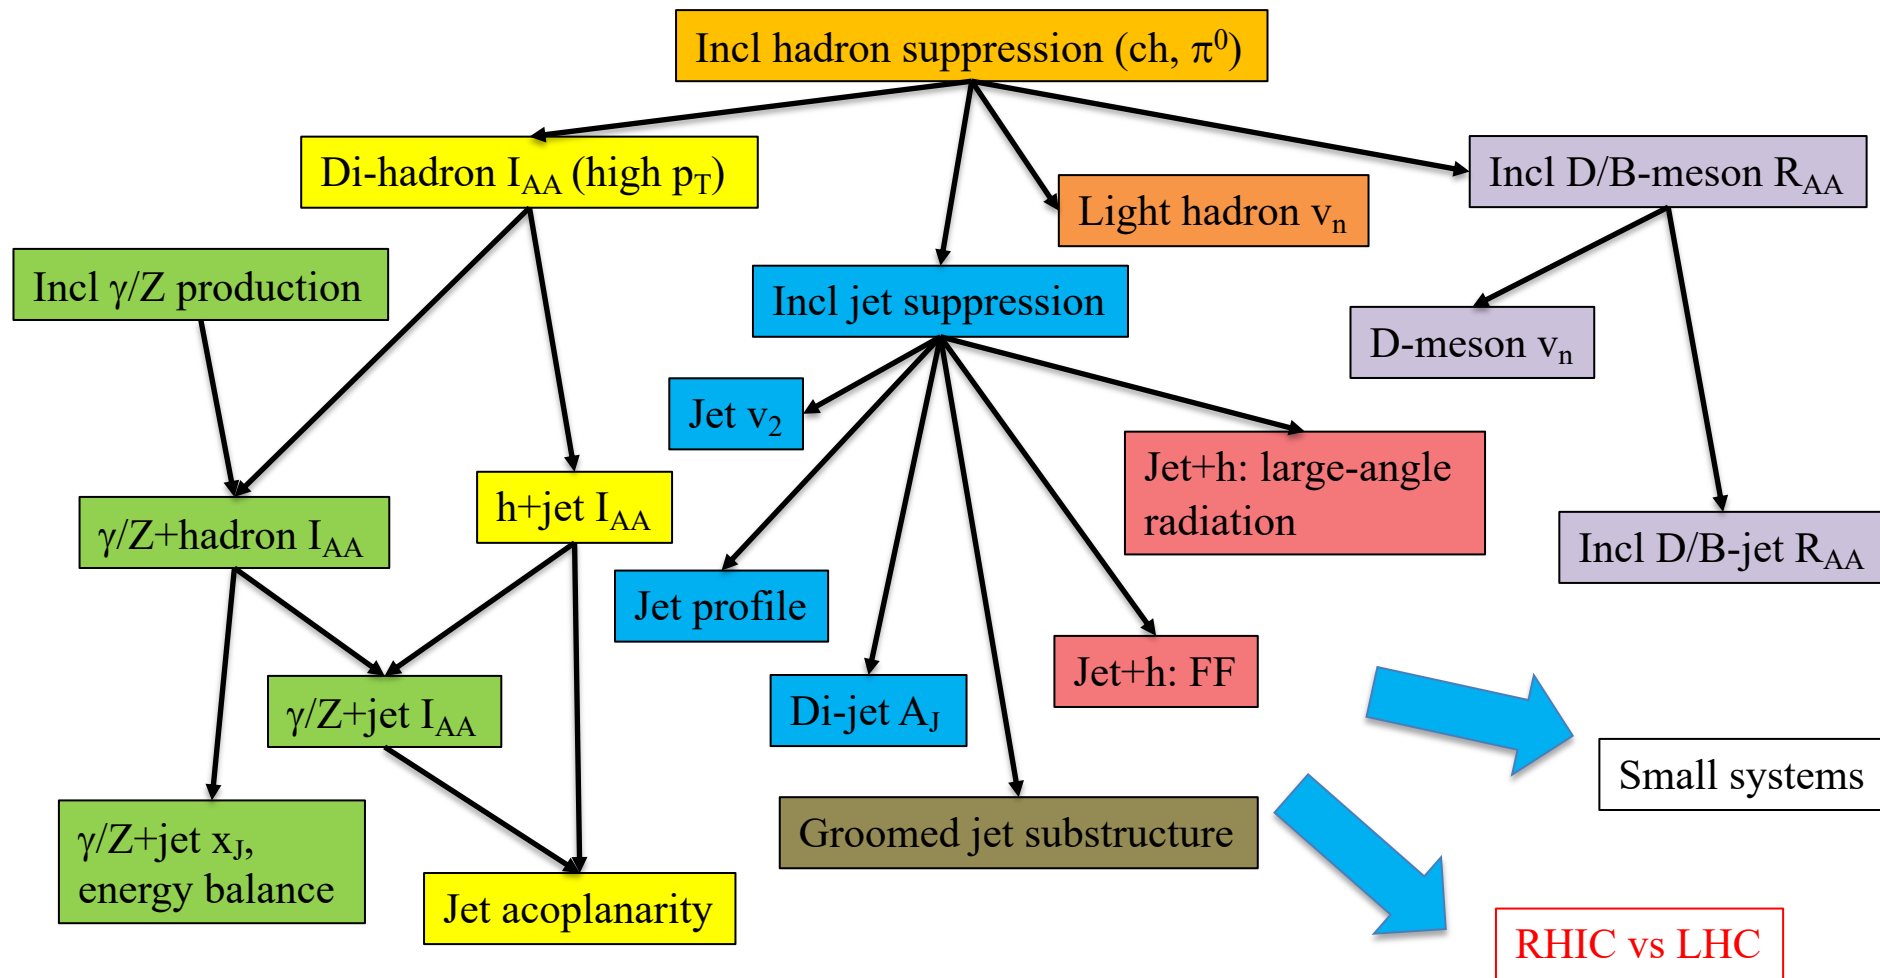 Incl hadron suppression (ch, π⁰)
Di-hadron I_AA (high p_T)
Incl D/B-meson R_AA
Light hadron v_n
Incl γ/Z production
Incl jet suppression
D-meson v_n
Jet v₂
Jet+h: large-angle
radiation
h+jet I_AA
γ/Z+hadron I_AA
Incl D/B-jet R_AA
Jet profile
Jet+h: FF
γ/Z+jet I_AA
Di-jet A_J
Small systems
γ/Z+jet x_J,
energy balance
Groomed jet substructure
Jet acoplanarity
RHIC vs LHC